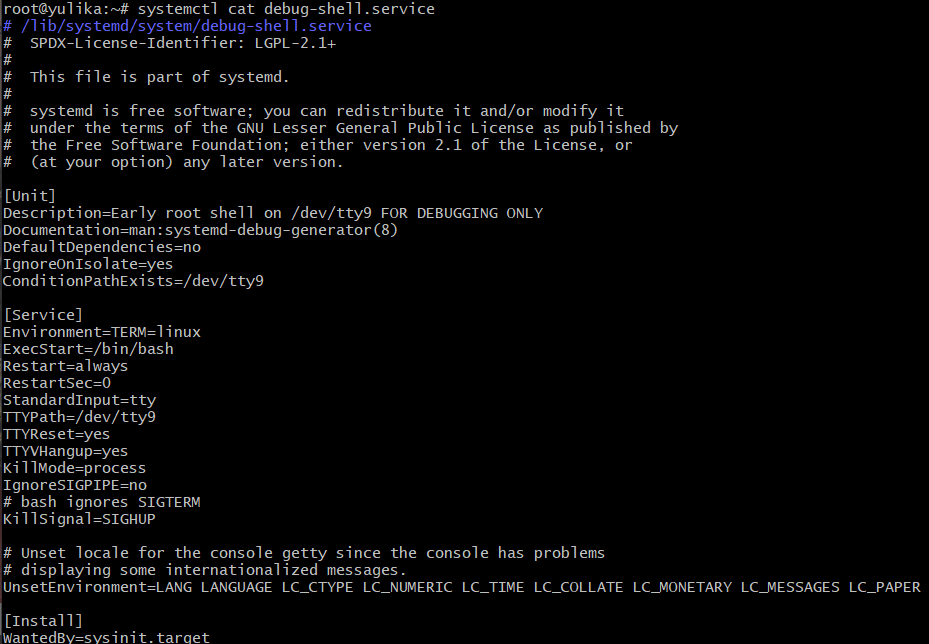 root@yulika:~# systemctl cat debug-shell.service
# /lib/systemd/system/debug-shell.service
#  SPDX-License-Identifier: LGPL-2.1+
#
#  This file is part of systemd.
#
#  systemd is free software; you can redistribute it and/or modify it
#  under the terms of the GNU Lesser General Public License as published by
#  the Free Software Foundation; either version 2.1 of the License, or
#  (at your option) any later version.

[Unit]
Description=Early root shell on /dev/tty9 FOR DEBUGGING ONLY
Documentation=man:systemd-debug-generator(8)
DefaultDependencies=no
IgnoreOnIsolate=yes
ConditionPathExists=/dev/tty9

[Service]
Environment=TERM=linux
ExecStart=/bin/bash
Restart=always
RestartSec=0
StandardInput=tty
TTYPath=/dev/tty9
TTYReset=yes
TTYVHangup=yes
KillMode=process
IgnoreSIGPIPE=no
# bash ignores SIGTERM
KillSignal=SIGHUP

# Unset locale for the console getty since the console has problems
# displaying some internationalized messages.
UnsetEnvironment=LANG LANGUAGE LC_CTYPE LC_NUMERIC LC_TIME LC_COLLATE LC_MONETARY LC_MESSAGES LC_PAPER

[Install]
WantedBy=sysinit.target